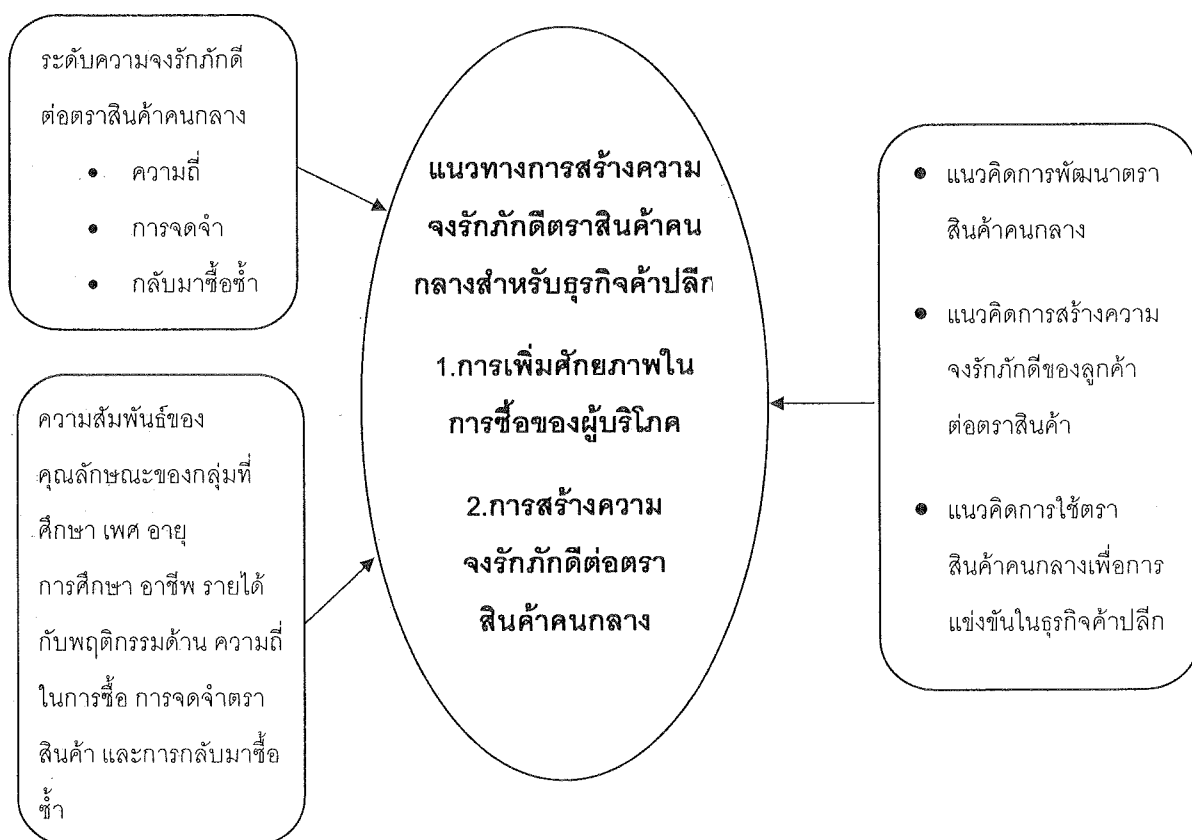 ระดับความจงรักภักดี
ต่อตราสินค้าคนกลาง
• ความถี่
• การจดจำ
• กลับมาซื้อซ้ำ
ความสัมพันธ์ของ
คุณลักษณะของกลุ่มที่
ศึกษา เพศ อายุ
การศึกษา อาชีพ รายได้
กับพฤติกรรมด้าน ความถี่
ในการซื้อ การจดจำตรา
สินค้า และการกลับมาซื้อ
ซ้ำ
แนวทางการสร้างความ
จงรักภักดีตราสินค้าคน
กลางสำหรับธุรกิจค้าปลีก
1.การเพิ่มศักยภาพใน
การซื้อของผู้บริโภค
2.การสร้างความ
จงรักภักดีต่อตรา
สินค้าคนกลาง
• แนวคิดการพัฒนาตรา
สินค้าคนกลาง
• แนวคิดการสร้างความ
จงรักภักดีของลูกค้า
ต่อตราสินค้า
• แนวคิดการใช้ตรา
สินค้าคนกลางเพื่อการ
แข่งขันในธุรกิจค้าปลีก